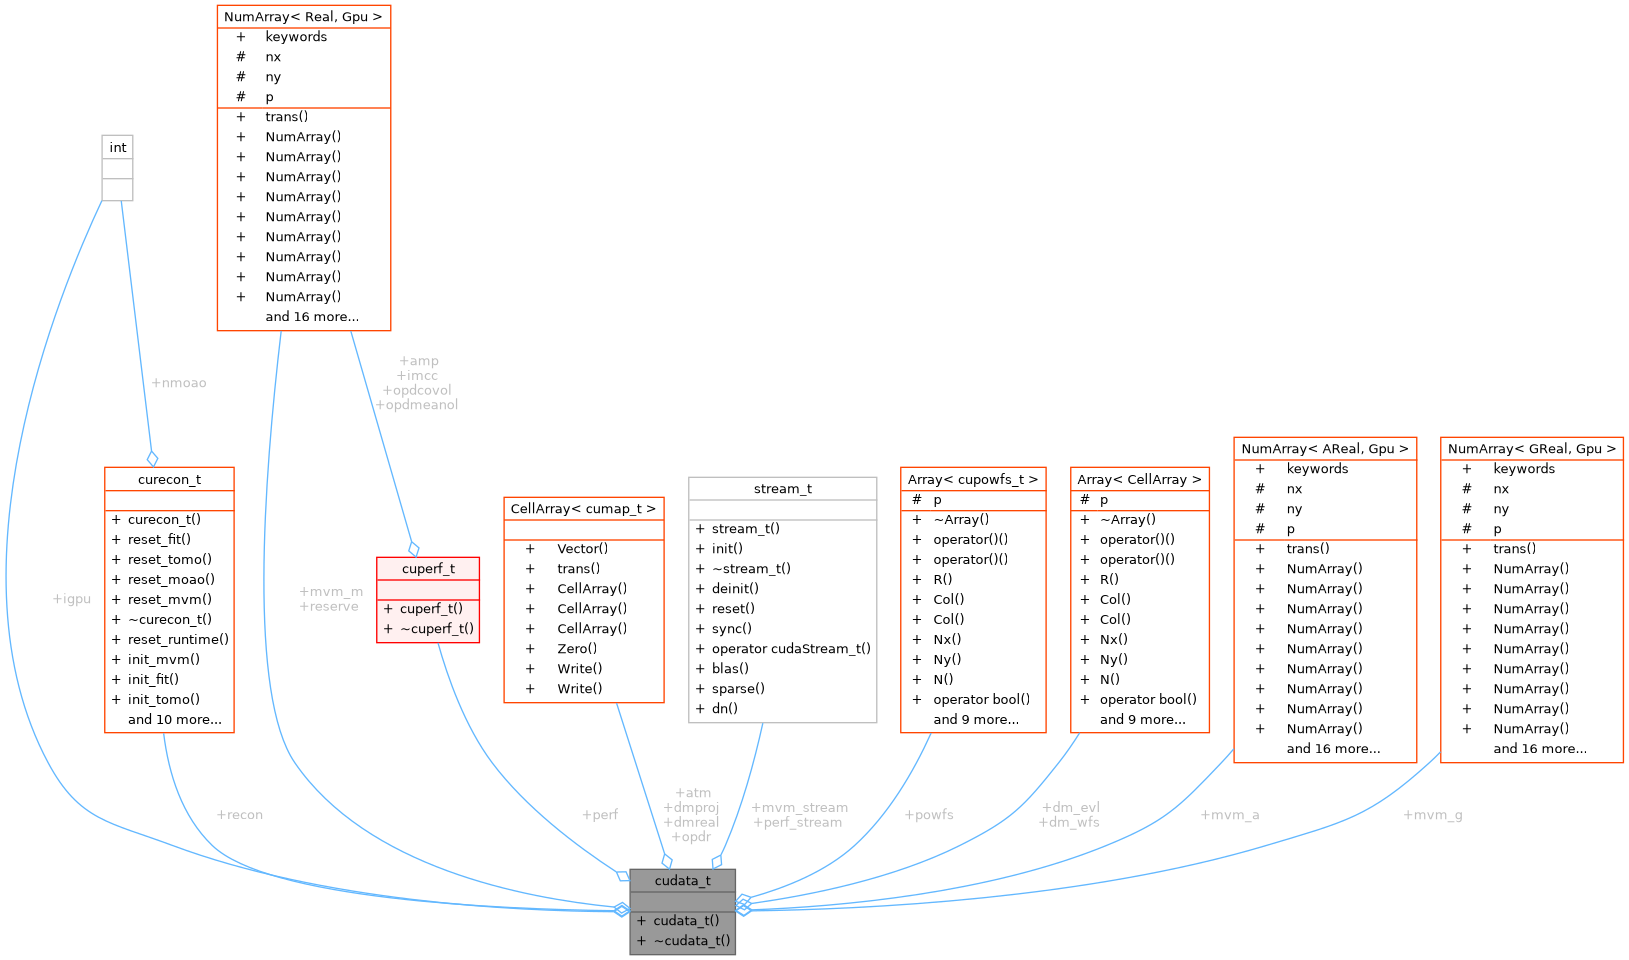 NumArray< Real, Gpu >
+ keywords
# nx
# ny
# p
+ trans()
+ NumArray()
+ NumArray()
+ NumArray()
+ NumArray()
+ NumArray()
+ NumArray()
+ NumArray()
+ NumArray()
+ NumArray()
and 16 more...
int
+nmoao
+amp
+imcc
+opdcovol
+opdmeanol
curecon_t
+ curecon_t()
+ reset_fit()
+ reset_tomo()
+ reset_moao()
+ reset_mvm()
+ ~curecon_t()
+ reset_runtime()
+ init_mvm()
+ init_fit()
+ init_tomo()
and 10 more...
+igpu
+mvm_m
+reserve
cuperf_t
+ cuperf_t()
+ ~cuperf_t()
CellArray< cumap_t >
+ Vector()
+ trans()
+ CellArray()
+ CellArray()
+ CellArray()
+ Zero()
+ Write()
+ Write()
stream_t
+ stream_t()
+ init()
+ ~stream_t()
+ deinit()
+ reset()
+ sync()
+ operator cudaStream_t()
+ blas()
+ sparse()
+ dn()
Array< cupowfs_t >
# p
+ ~Array()
+ operator()()
+ operator()()
+ R()
+ Col()
+ Col()
+ Nx()
+ Ny()
+ N()
+ operator bool()
and 9 more...
Array< CellArray >
# p
+ ~Array()
+ operator()()
+ operator()()
+ R()
+ Col()
+ Col()
+ Nx()
+ Ny()
+ N()
+ operator bool()
and 9 more...
NumArray< AReal, Gpu >
+ keywords
# nx
# ny
# p
+ trans()
+ NumArray()
+ NumArray()
+ NumArray()
+ NumArray()
+ NumArray()
+ NumArray()
+ NumArray()
+ NumArray()
+ NumArray()
and 16 more...
NumArray< GReal, Gpu >
+ keywords
# nx
# ny
# p
+ trans()
+ NumArray()
+ NumArray()
+ NumArray()
+ NumArray()
+ NumArray()
+ NumArray()
+ NumArray()
+ NumArray()
+ NumArray()
and 16 more...
+recon
+perf
+atm
+dmproj
+dmreal
+opdr
+mvm_stream
+perf_stream
+powfs
+dm_evl
+dm_wfs
+mvm_a
+mvm_g
cudata_t
+ cudata_t()
+ ~cudata_t()